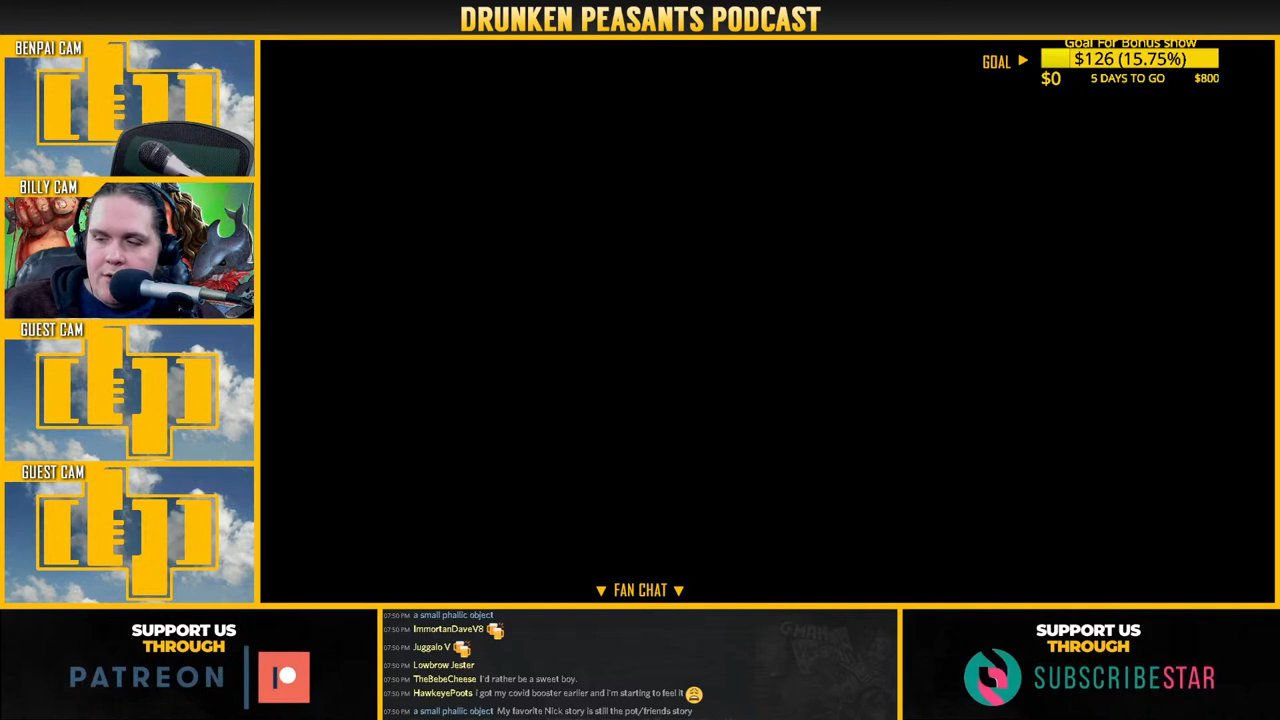 DRUNKEN PEASANTS PODCAST
BENPAI CAM
BILLY CAM
GUEST CAM
GUEST CAM
GOAL
Goal For Bonus show
$126 (15.75%)
$0 5 DAYS TO GO $800
▼ FAN CHAT ▼
SUPPORT US
THROUGH
PATREON
07:50 PM a small phallic object
07:50 PM ImmortanDaveV8 🍻
07:50 PM Juggalo V 🍻
07:50 PM Lowbrow Jester
07:50 PM TheBebeCheese I'd rather be a sweet boy.
07:50 PM HawkeyePoots I got my covid booster earlier and i'm starting to feel it 😩
07:50 PM a small phallic object My favorite Nick story is still the pot/friends story
SUPPORT US
THROUGH
SUBSCRIBESTAR